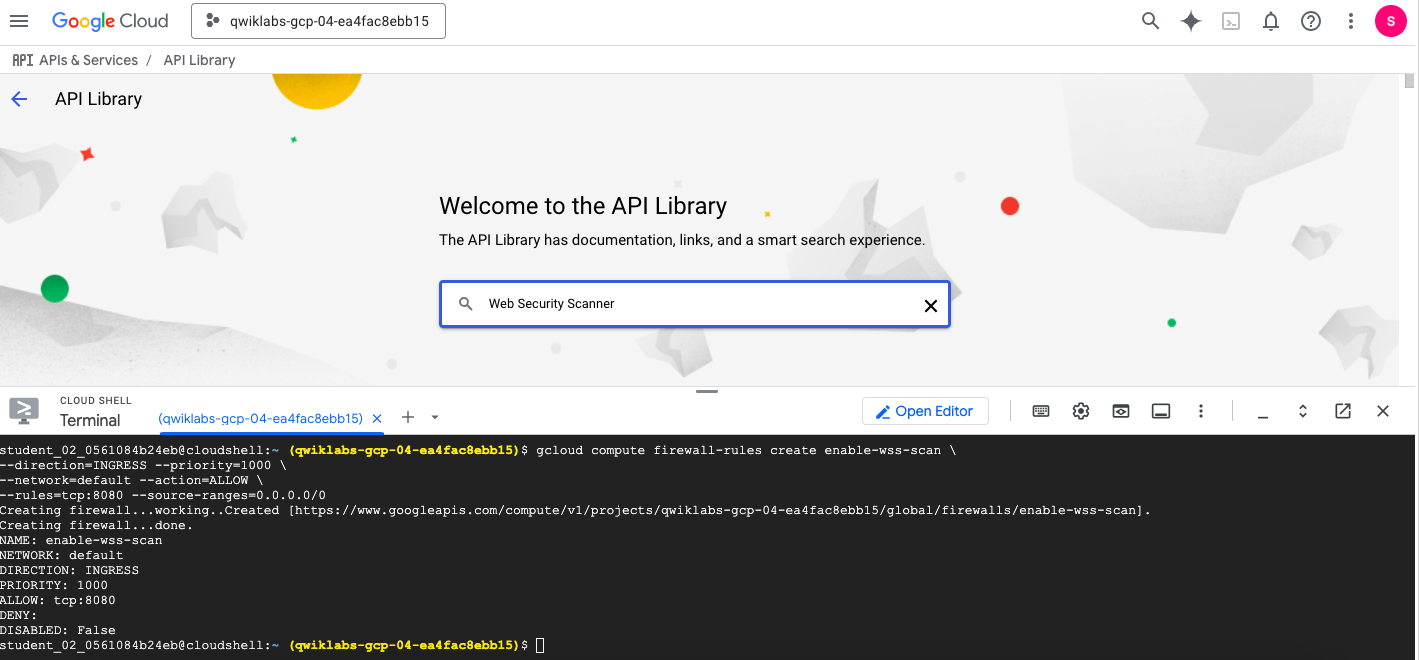 Google Cloud
qwiklabs-gcp-04-ea4fac8ebb15
S
API APIs & Services / API Library
API Library
Welcome to the API Library
The API Library has documentation, links, and a smart search experience.
Web Security Scanner
CLOUD SHELL
Terminal
(qwiklabs-gcp-04-ea4fac8ebb15)
Open Editor
student_02_0561084b24eb@cloudshell:~ (qwiklabs-gcp-04-ea4fac8ebb15)$ gcloud compute firewall-rules create enable-wss-scan \
--direction=INGRESS --priority=1000 \
--network=default --action=ALLOW \
--rules=tcp:8080 --source-ranges=0.0.0.0/0
Creating firewall...working..Created [https://www.googleapis.com/compute/v1/projects/qwiklabs-gcp-04-ea4fac8ebb15/global/firewalls/enable-wss-scan].
Creating firewall...done.
NAME: enable-wss-scan
NETWORK: default
DIRECTION: INGRESS
PRIORITY: 1000
ALLOW: tcp:8080
DENY:
DISABLED: False
student_02_0561084b24eb@cloudshell:~ (qwiklabs-gcp-04-ea4fac8ebb15)$